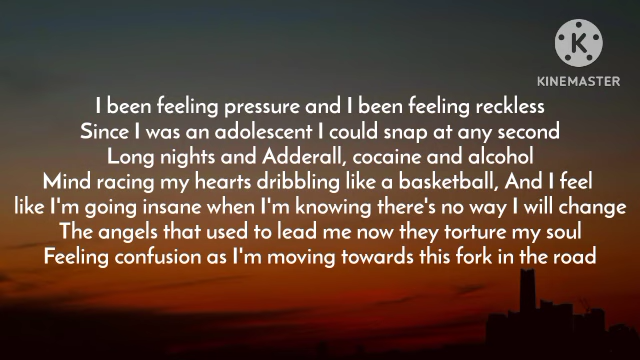 KINEMASTER
I been feeling pressure and I been feeling reckless
Since I was an adolescent I could snap at any second
Long nights and Adderall, cocaine and alcohol
Mind racing my hearts dribbling like a basketball, And I feel
like I'm going insane when I'm knowing there's no way I will change
The angels that used to lead me now they torture my soul
Feeling confusion as I'm moving towards this fork in the road